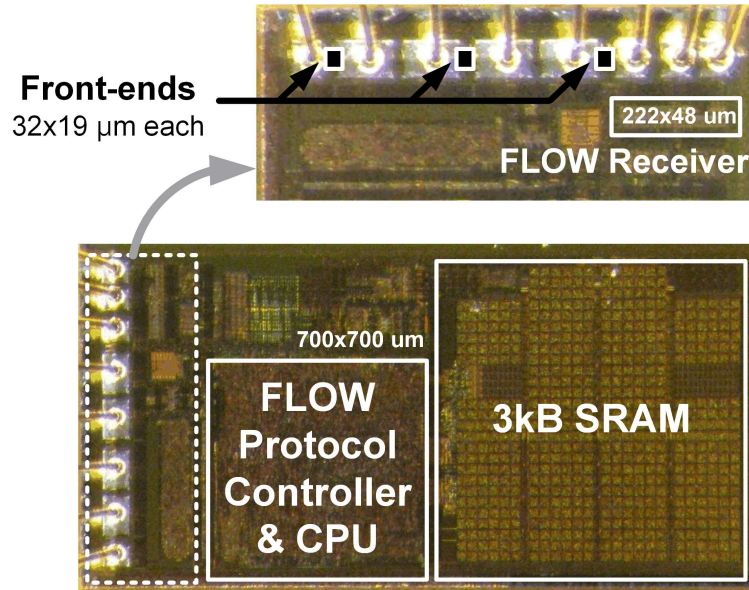 Front-ends
32x19 µm each
222x48 um
FLOW Receiver
700x700 um
FLOW
Protocol
Controller
& CPU
3kB SRAM